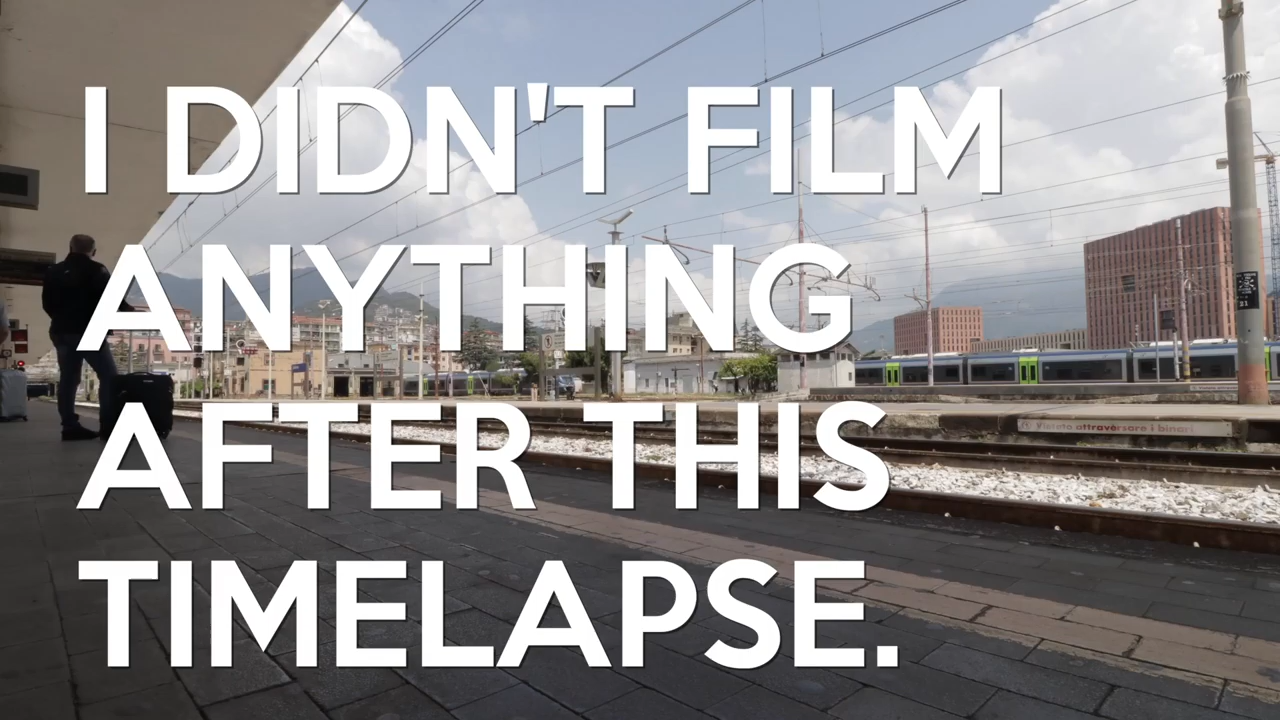 I DIDN'T FILM
ANYTHING
AFTER THIS
TIMELAPSE.
Vietato attraversare i binari